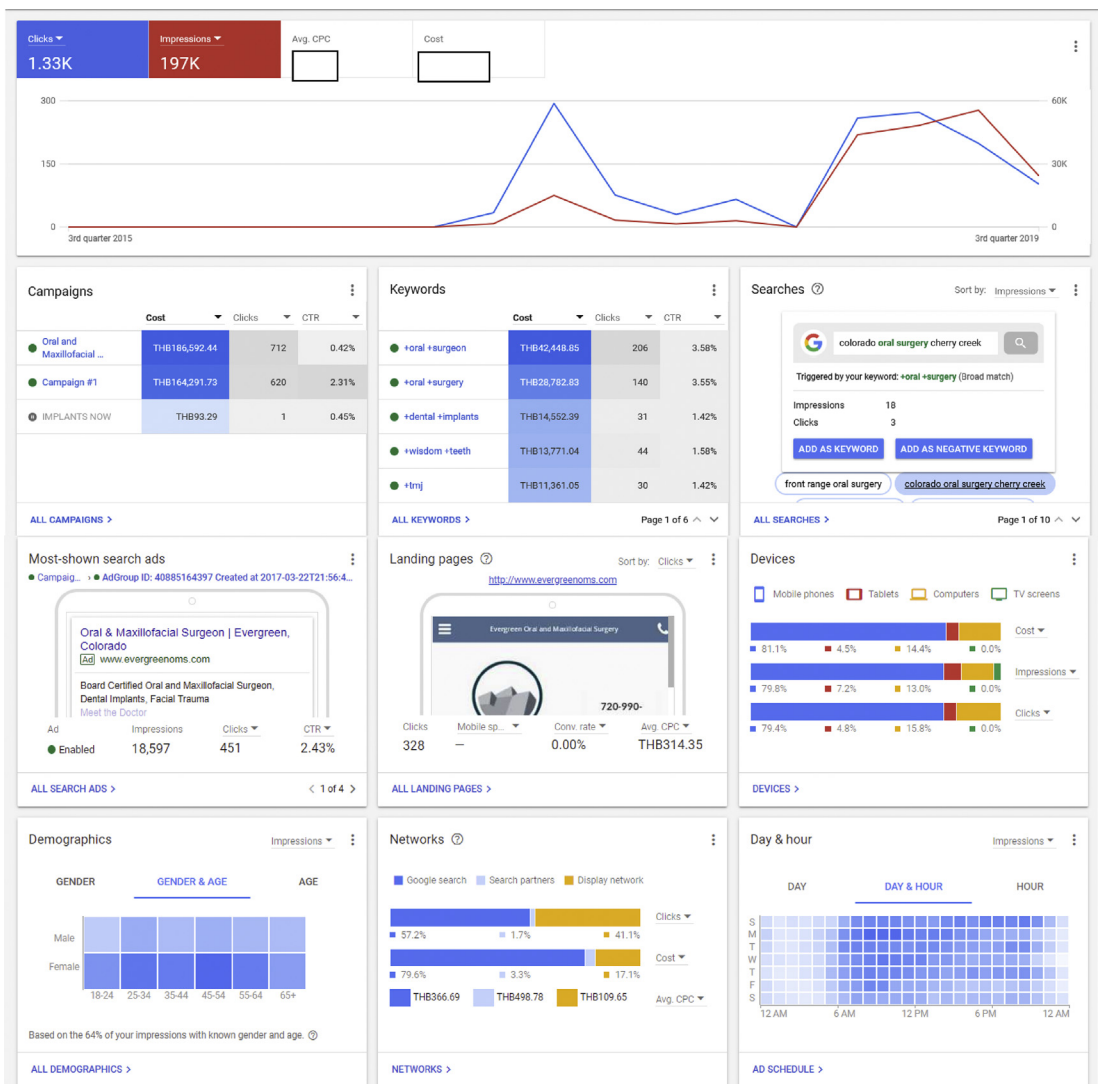 Clicks Impressions Avg. CPC Cost
1.33K 197K
300 60K
150 30K
0 0
3rd quarter 2015 3rd quarter 2019
Campaigns
Cost Clicks CTR
Oral and
Maxillofacial ... THB186,592.44 712 0.42%
Campaign #1 THB164,291.73 620 2.31%
IMPLANTS NOW THB93.29 1 0.45%
ALL CAMPAIGNS >
Keywords
Cost Clicks CTR
+oral +surgeon THB42,448.85 206 3.58%
+oral +surgery THB28,782.83 140 3.55%
+dental +implants THB14,552.39 31 1.42%
+wisdom +teeth THB13,771.04 44 1.58%
+tmj THB11,361.05 30 1.42%
ALL KEYWORDS > Page 1 of 6
Searches Sort by: Impressions
colorado oral surgery cherry creek
Triggered by your keyword: +oral +surgery (Broad match)
Impressions 18
Clicks 3
ADD AS KEYWORD ADD AS NEGATIVE KEYWORD
front range oral surgery colorado oral surgery cherry creek
ALL SEARCHES > Page 1 of 10
Most-shown search ads
Campaig... › AdGroup ID: 40885164397 Created at 2017-03-22T21:56:4...
Oral & Maxillofacial Surgeon | Evergreen,
Colorado
Ad www.evergreenoms.com
Board Certified Oral and Maxillofacial Surgeon,
Dental Implants, Facial Trauma
Meet the Doctor
Ad Impressions Clicks CTR
Enabled 18,597 451 2.43%
ALL SEARCH ADS > < 1 of 4 >
Landing pages Sort by: Clicks
http://www.evergreenoms.com
Evergreen Oral and Maxillofacial Surgery
720-990-
Clicks Mobile sp... Conv. rate Avg. CPC
328 — 0.00% THB314.35
ALL LANDING PAGES >
Devices
Mobile phones Tablets Computers TV screens
Cost
81.1% 4.5% 14.4% 0.0%
Impressions
79.8% 7.2% 13.0% 0.0%
Clicks
79.4% 4.8% 15.8% 0.0%
DEVICES >
Demographics Impressions
GENDER GENDER & AGE AGE
Male
Female
18-24 25-34 35-44 45-54 55-64 65+
Based on the 64% of your impressions with known gender and age.
ALL DEMOGRAPHICS >
Networks
Google search Search partners Display network
Clicks
57.2% 1.7% 41.1%
Cost
79.6% 3.3% 17.1%
THB366.69 THB498.78 THB109.65 Avg. CPC
NETWORKS >
Day & hour Impressions
DAY DAY & HOUR HOUR
S
M
T
W
T
F
S
12 AM 6 AM 12 PM 6 PM 12 AM
AD SCHEDULE >